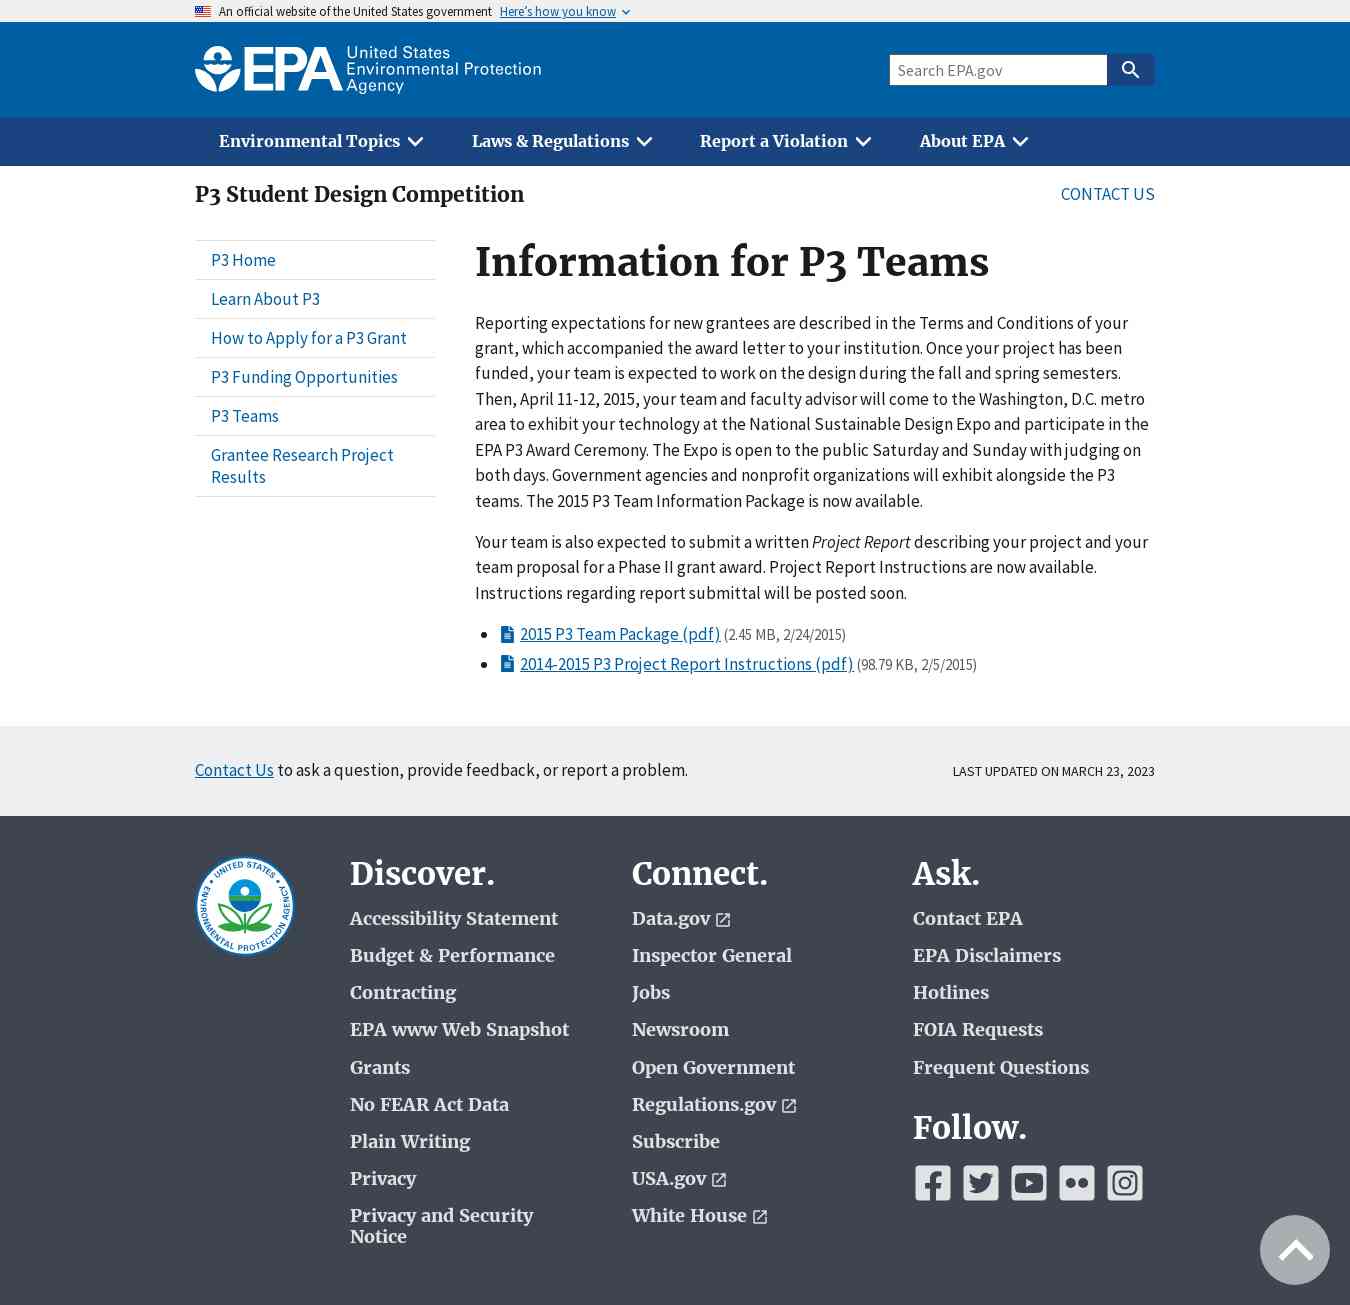 An official website of the United States government Here's how you know
EPA United States
Environmental Protection
Agency
Search EPA.gov
Environmental Topics Laws & Regulations Report a Violation About EPA
P3 Student Design Competition CONTACT US
P3 Home
Learn About P3
How to Apply for a P3 Grant
P3 Funding Opportunities
P3 Teams
Grantee Research Project
Results
Information for P3 Teams
Reporting expectations for new grantees are described in the Terms and Conditions of your
grant, which accompanied the award letter to your institution. Once your project has been
funded, your team is expected to work on the design during the fall and spring semesters.
Then, April 11-12, 2015, your team and faculty advisor will come to the Washington, D.C. metro
area to exhibit your technology at the National Sustainable Design Expo and participate in the
EPA P3 Award Ceremony. The Expo is open to the public Saturday and Sunday with judging on
both days. Government agencies and nonprofit organizations will exhibit alongside the P3
teams. The 2015 P3 Team Information Package is now available.
Your team is also expected to submit a written Project Report describing your project and your
team proposal for a Phase II grant award. Project Report Instructions are now available.
Instructions regarding report submittal will be posted soon.
2015 P3 Team Package (pdf) (2.45 MB, 2/24/2015)
2014-2015 P3 Project Report Instructions (pdf) (98.79 KB, 2/5/2015)
Contact Us to ask a question, provide feedback, or report a problem. LAST UPDATED ON MARCH 23, 2023
UNITED STATES
ENVIRONMENTAL PROTECTION AGENCY
Discover.
Accessibility Statement
Budget & Performance
Contracting
EPA www Web Snapshot
Grants
No FEAR Act Data
Plain Writing
Privacy
Privacy and Security
Notice
Connect.
Data.gov
Inspector General
Jobs
Newsroom
Open Government
Regulations.gov
Subscribe
USA.gov
White House
Ask.
Contact EPA
EPA Disclaimers
Hotlines
FOIA Requests
Frequent Questions
Follow.